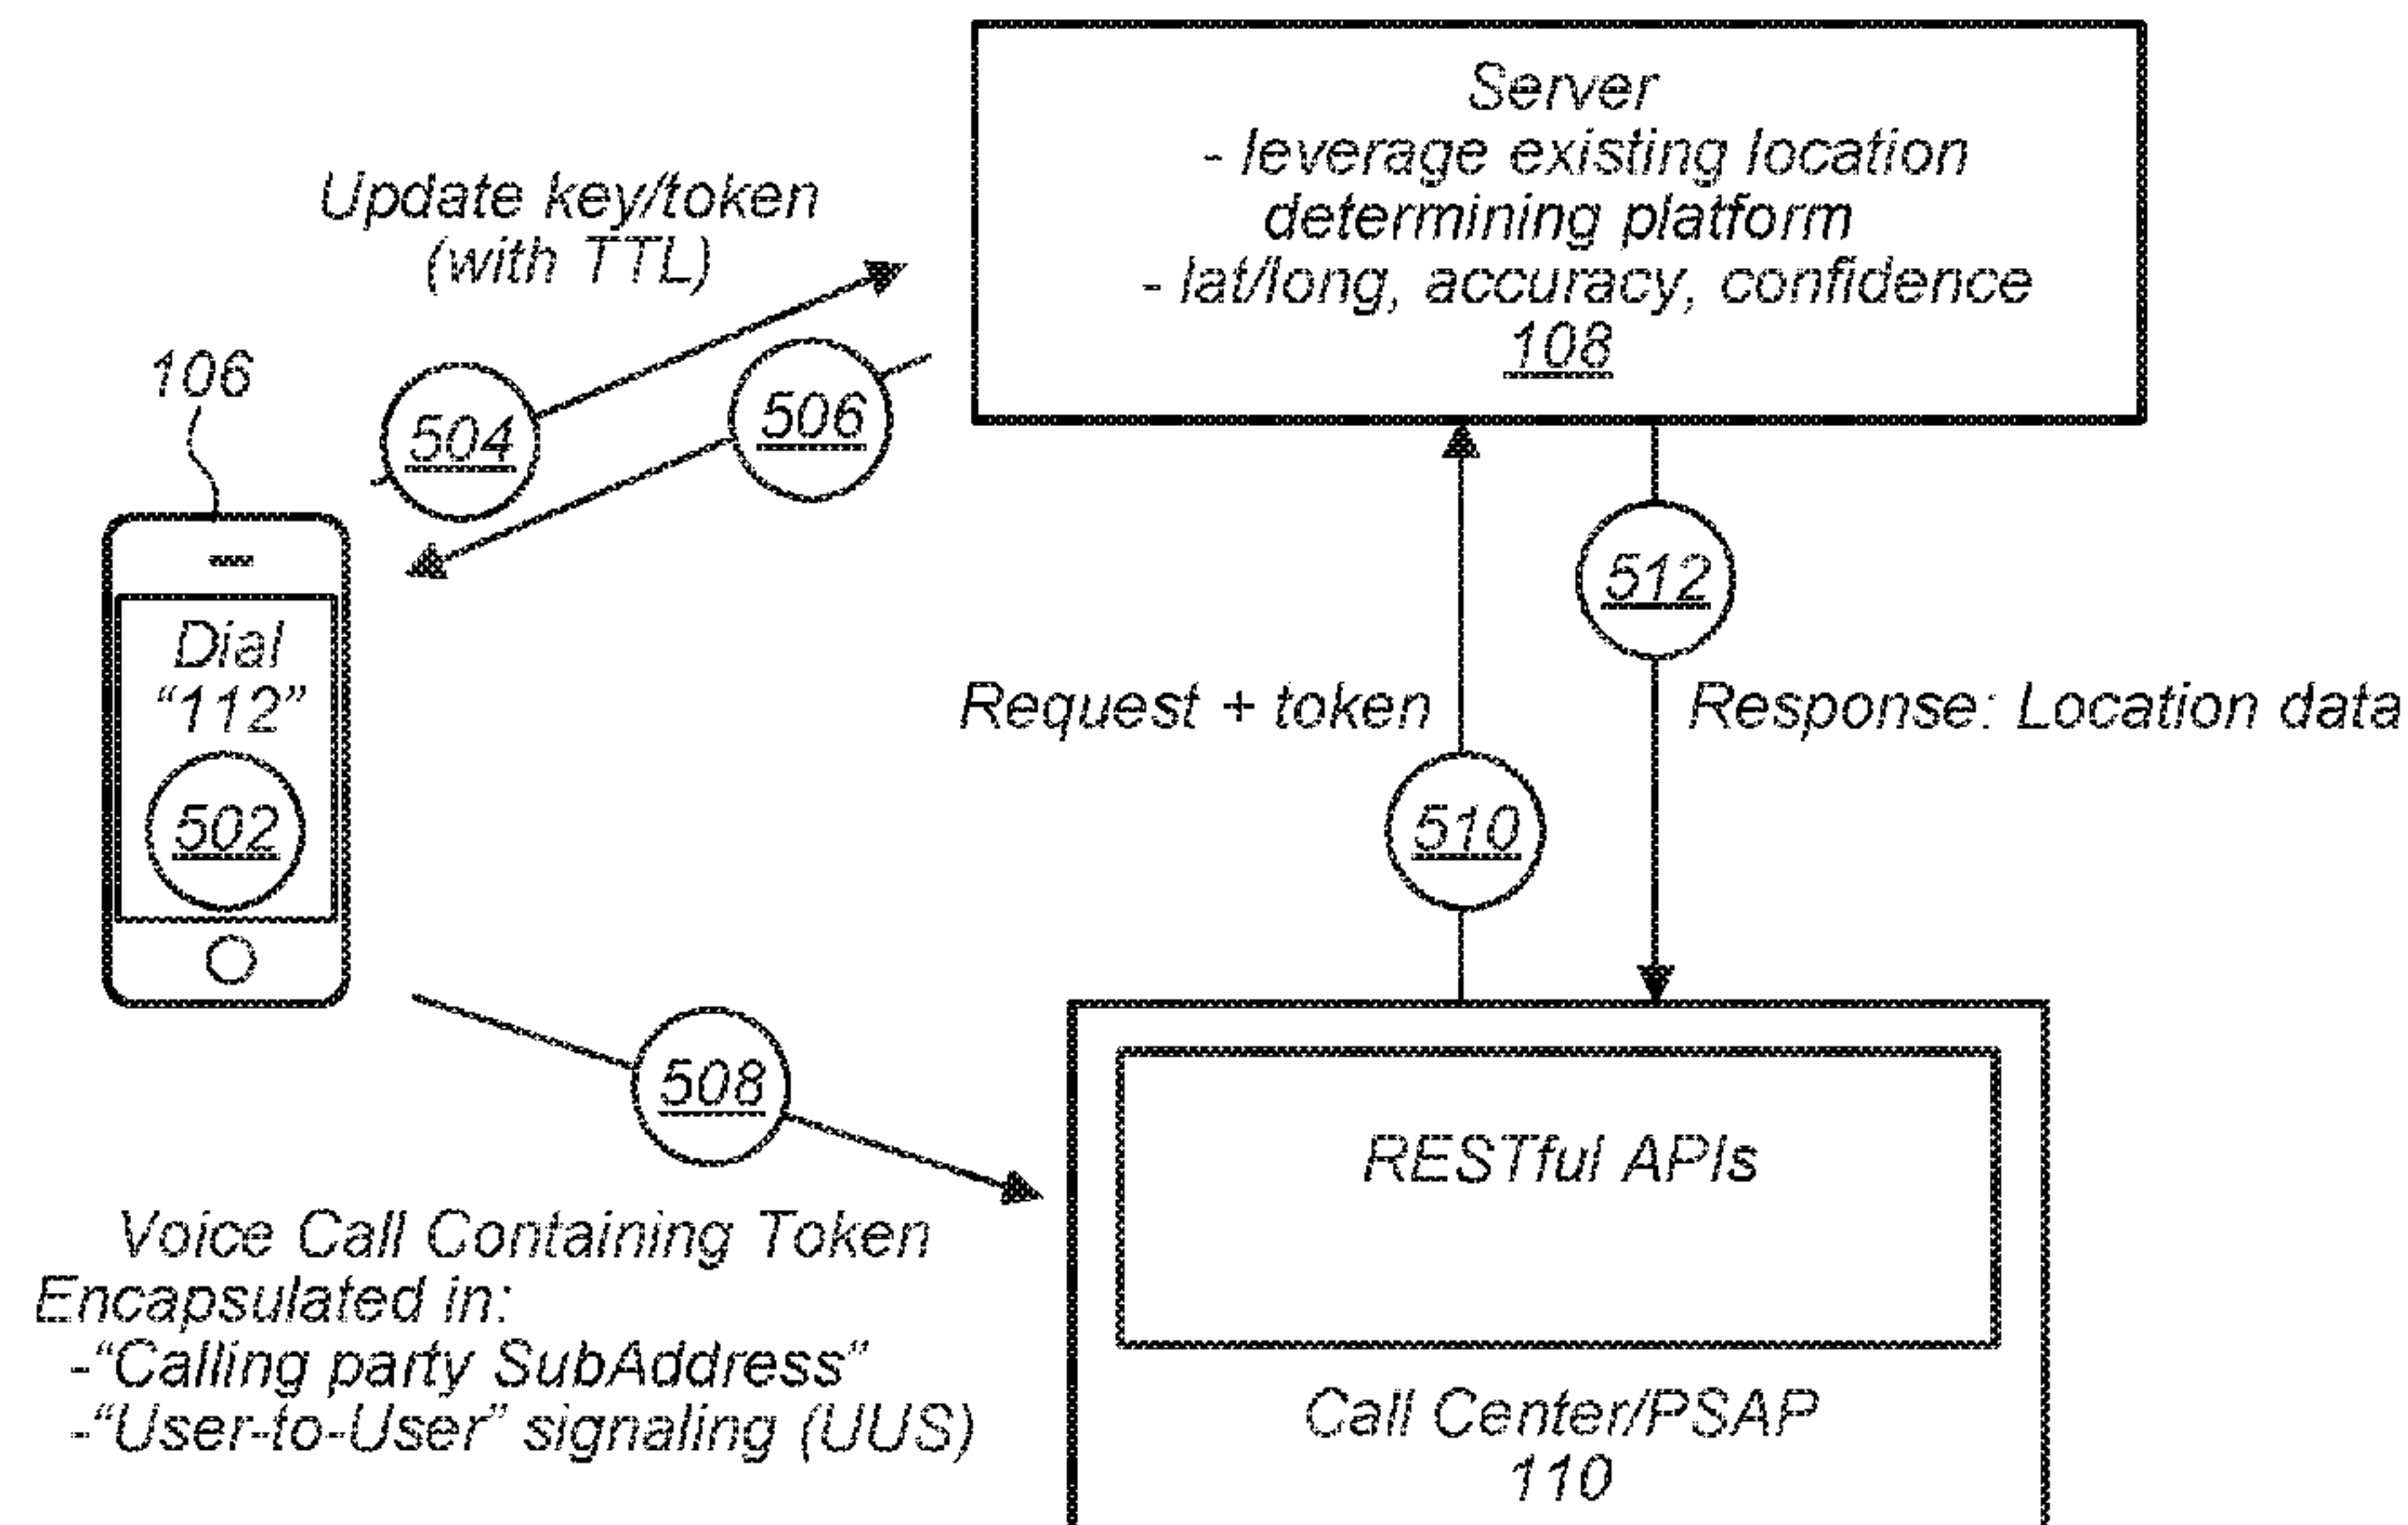 Server
- leverage existing location
determining platform
- lat/long, accuracy, confidence
108
Update key/token
(with TTL)
106
504
506
Dial
“112”
502
512
Request + token
Response: Location data
510
508
RESTful APIs
Voice Call Containing Token
Encapsulated in:
-“Calling party SubAddress”
-“User-to-User” signaling (UUS)
Call Center/PSAP
110